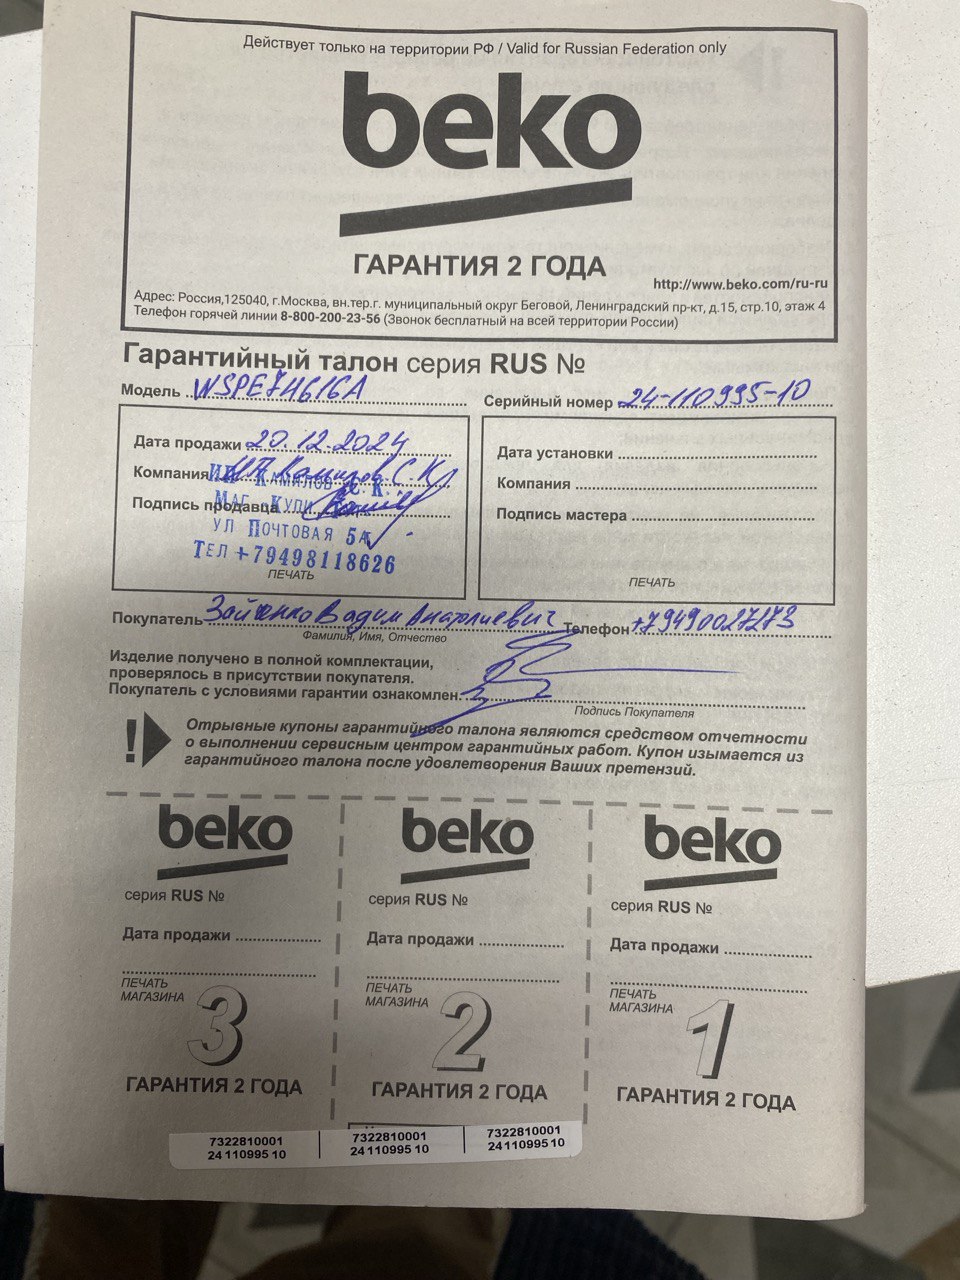 Действует только на территории РФ / Valid for Russian Federation only
beko
ГАРАНТИЯ 2 ГОДА
http://www.beko.com/ru-ru
Адрес: Россия,125040, г.Москва, вн.тер.г. муниципальный округ Беговой, Ленинградский пр-кт, д.15, стр.10, этаж 4
Телефон горячей линии 8-800-200-23-56 (Звонок бесплатный на всей территории России)
Гарантийный талон серия RUS №
Модель WSPE7H616A
Серийный номер 24-110995-10
Дата продажи 20.12.2024
Компания ИП Камилов С.К.
ИП Камилов С.К.
Подпись продавца
Маг. Кули
ул Почтовая 5а
Тел +79498118626
ПЕЧАТЬ
Дата установки
Компания
Подпись мастера
ПЕЧАТЬ
Покупатель Вадим Анатолиевич Телефон +79490027273
Фамилия, Имя, Отчество
Изделие получено в полной комплектации,
проверялось в присутствии покупателя.
Покупатель с условиями гарантии ознакомлен.
Подпись Покупателя
! Отрывные купоны гарантийного талона являются средством отчетности
о выполнении сервисным центром гарантийных работ. Купон изымается из
гарантийного талона после удовлетворения Ваших претензий.
beko
серия RUS №
Дата продажи
ПЕЧАТЬ
МАГАЗИНА
3
ГАРАНТИЯ 2 ГОДА
beko
серия RUS №
Дата продажи
ПЕЧАТЬ
МАГАЗИНА
2
ГАРАНТИЯ 2 ГОДА
beko
серия RUS №
Дата продажи
ПЕЧАТЬ
МАГАЗИНА
1
ГАРАНТИЯ 2 ГОДА
7322810001
24 110995 10
7322810001
24 110995 10
7322810001
24 110995 10